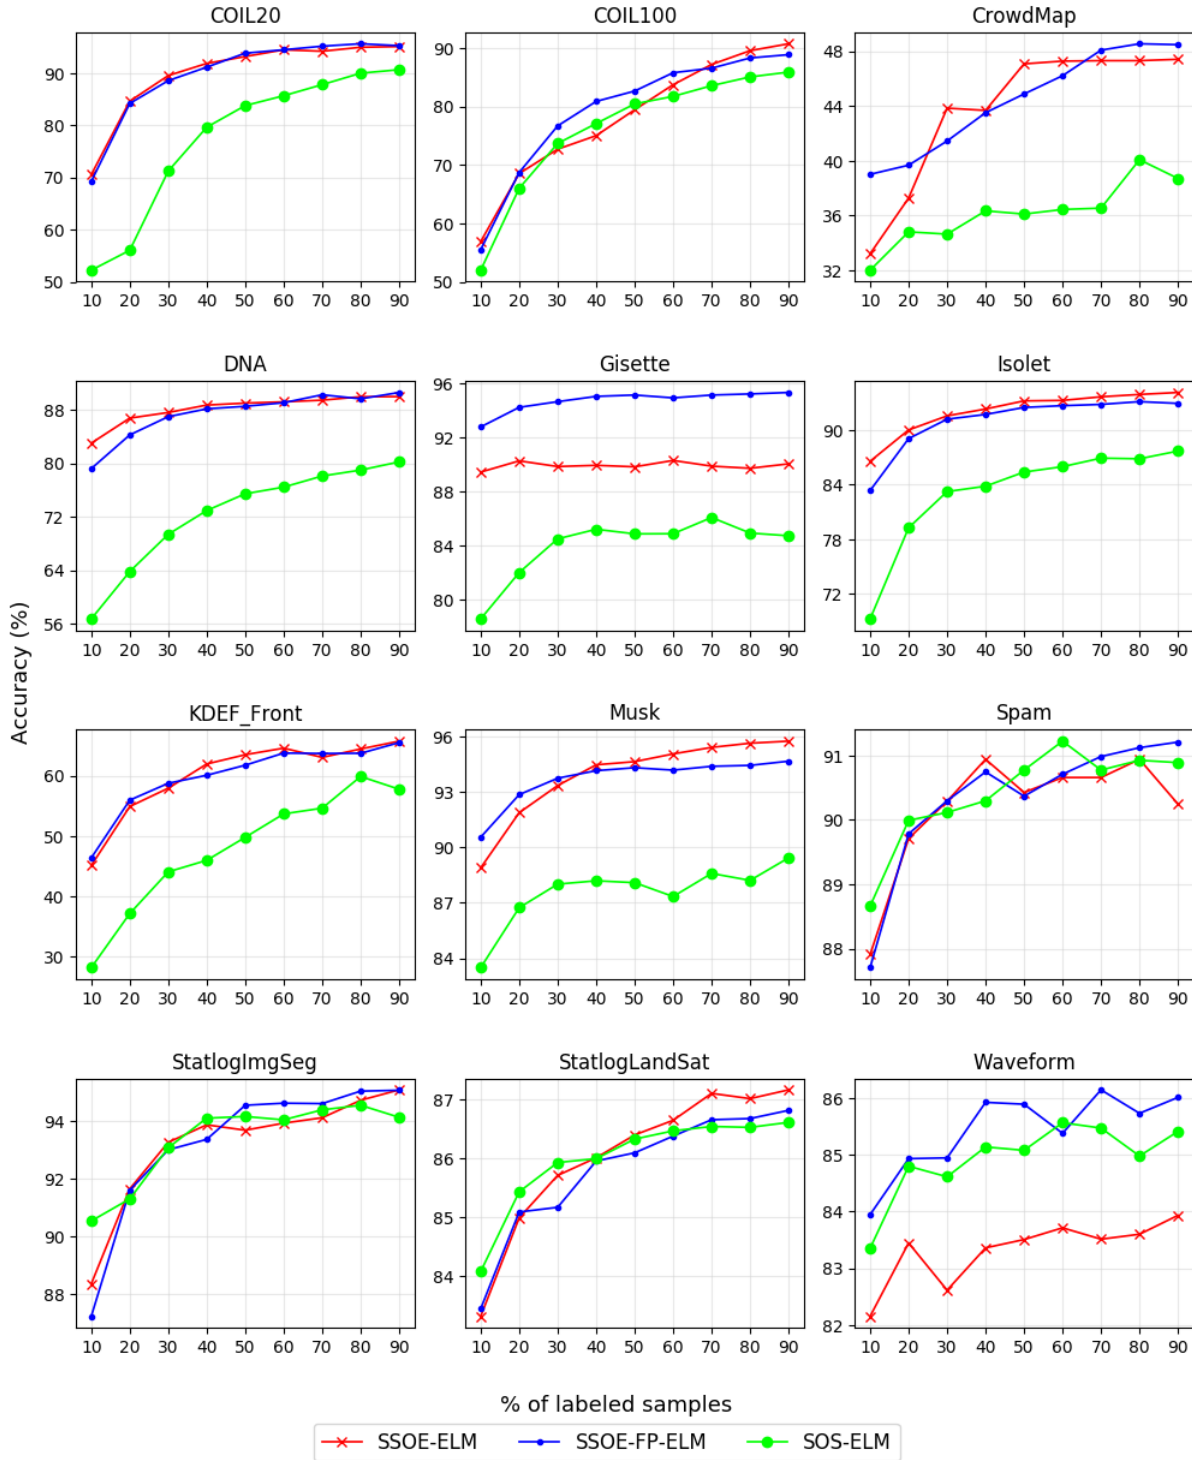 COIL20 COIL100 CrowdMap
90 80 70 60 50
10 20 30 40 50 60 70 80 90
90 80 70 60 50
10 20 30 40 50 60 70 80 90
48 44 40 36 32
10 20 30 40 50 60 70 80 90
DNA Gisette Isolet
88 80 72 64 56
10 20 30 40 50 60 70 80 90
96 92 88 84 80
10 20 30 40 50 60 70 80 90
90 84 78 72
10 20 30 40 50 60 70 80 90
Accuracy (%)
KDEF_Front Musk Spam
60 50 40 30
10 20 30 40 50 60 70 80 90
96 93 90 87 84
10 20 30 40 50 60 70 80 90
91 90 89 88
10 20 30 40 50 60 70 80 90
StatlogImgSeg StatlogLandSat Waveform
94 92 90 88
10 20 30 40 50 60 70 80 90
87 86 85 84
10 20 30 40 50 60 70 80 90
86 85 84 83 82
10 20 30 40 50 60 70 80 90
% of labeled samples
SSOE-ELM SSOE-FP-ELM SOS-ELM